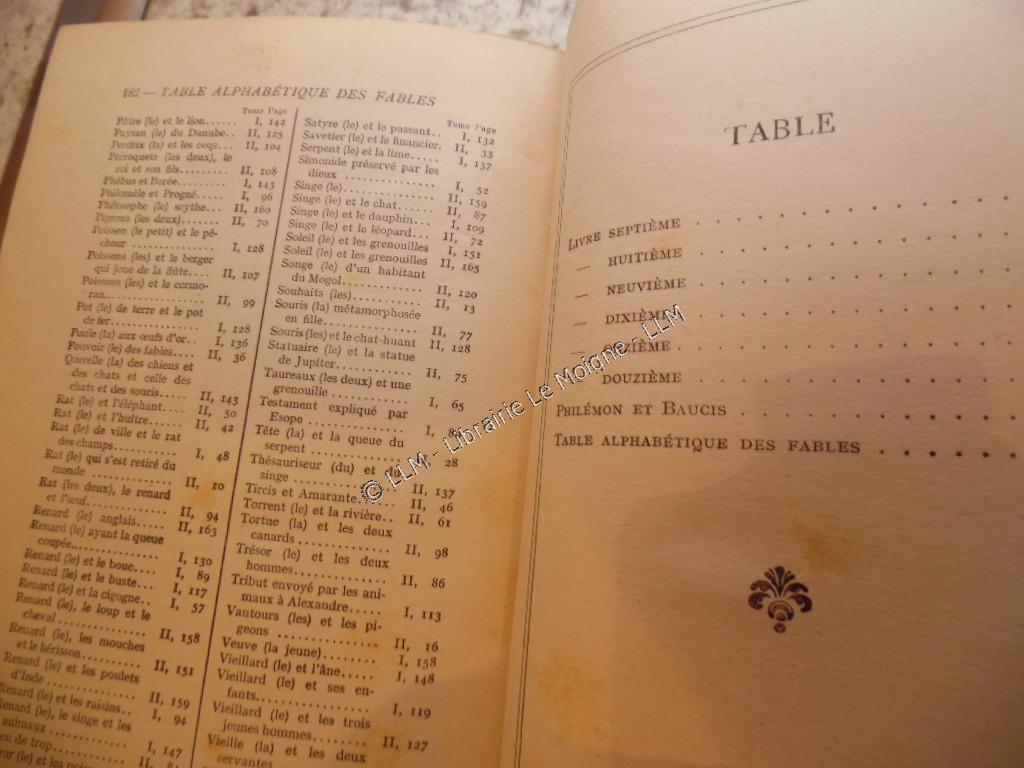 182 — TABLE ALPHABÉTIQUE DES FABLES
Tome Page
Pâtre (le) et le lion...... I, 142
Paysan (le) du Danube.. II, 125
Perdrix (la) et les coqs... II, 104
Perroquets (les deux), le
roi et son fils......... II, 108
Phébus et Borée......... I, 143
Philomèle et Progné..... I, 96
Philosophe (le) scythe... II, 160
Pigeons (les deux)....... II, 70
Poisson (le petit) et le pê-
cheur ............... I, 128
Poissons (les) et le berger
qui joue de la flûte.... II, 107
Poissons (les) et le cormo-
ran.................. II, 99
Pot (le) de terre et le pot
de fer................ I, 128
Poule (la) aux œufs d'or.. I, 136
Pouvoir (le) des fables.... II, 36
Querelle (la) des chiens et
des chats et celle des
chats et des souris..... II, 143
Rat (le) et l'éléphant.... II, 50
Rat (le) et l'huître...... II, 42
Rat (le) de ville et le rat
des champs........... I, 48
Rat (le) qui s'est retiré du
monde .............. II, 10
Rat (les deux), le renard
et l'œuf.............. II, 94
Renard (le) anglais..... II, 163
Renard (le) ayant la queue
coupée............... I, 130
Renard (le) et le bouc.... I, 89
Renard (le) et le buste... I, 117
Renard (le) et la cigogne.. I, 57
Renard (le), le loup et le
cheval .............. II, 158
Renard (le), les mouches
et le hérisson......... II, 151
Renard (le) et les poulets
d'Inde .............. II, 159
Renard (le) et les raisins.. I, 94
Renard (le), le singe et les
animaux ............ I, 147
en de trop............ II,
Tome Page
Satyre (le) et le passant.. I, 132
Savetier (le) et le financier. II, 33
Serpent (le) et la lime..... I, 137
Simonide préservé par les
dieux ............... I, 52
Singe (le)............... II, 159
Singe (le) et le chat...... II, 87
Singe (le) et le dauphin... I, 109
Singe (le) et le léopard... II, 72
Soleil (le) et les grenouilles I, 151
Soleil (le) et les grenouilles II, 165
Songe (le) d'un habitant
du Mogol............. II, 120
Souhaits (les)........... II, 13
Souris (la) métamorphosée
en fille............... II, 77
Souris (les) et le chat-huant II, 128
Statuaire (le) et la statue
de Jupiter............ II, 75
Taureaux (les deux) et une
grenouille ........... I, 65
Testament expliqué par
Esope .............. I,
Tête (la) et la queue du
serpent ............. 28
Thésauriseur (du) et
singe ............... II, 137
Tircis et Amarante...... II, 46
Torrent (le) et la rivière.. II, 61
Tortue (la) et les deux
canards ............. II, 98
Trésor (le) et les deux
hommes............. II, 86
Tribut envoyé par les ani-
maux à Alexandre..... I, 113
Vautours (les) et les pi-
geons .............. II, 16
Veuve (la jeune)........ I, 158
Vieillard (le) et l'âne..... I, 148
Vieillard (le) et ses en-
fants................ I, 119
Vieillard (le) et les trois
jeunes hommes........ II, 127
Vieille (la) et les deux
servantes
TABLE
LIVRE SEPTIÈME
— HUITIÈME
— NEUVIÈME
— DIXIÈME
— ONZIÈME
DOUZIÈME
PHILÉMON ET BAUCIS
TABLE ALPHABÉTIQUE DES FABLES
© LLM - Librairie Le Moigne - LLM